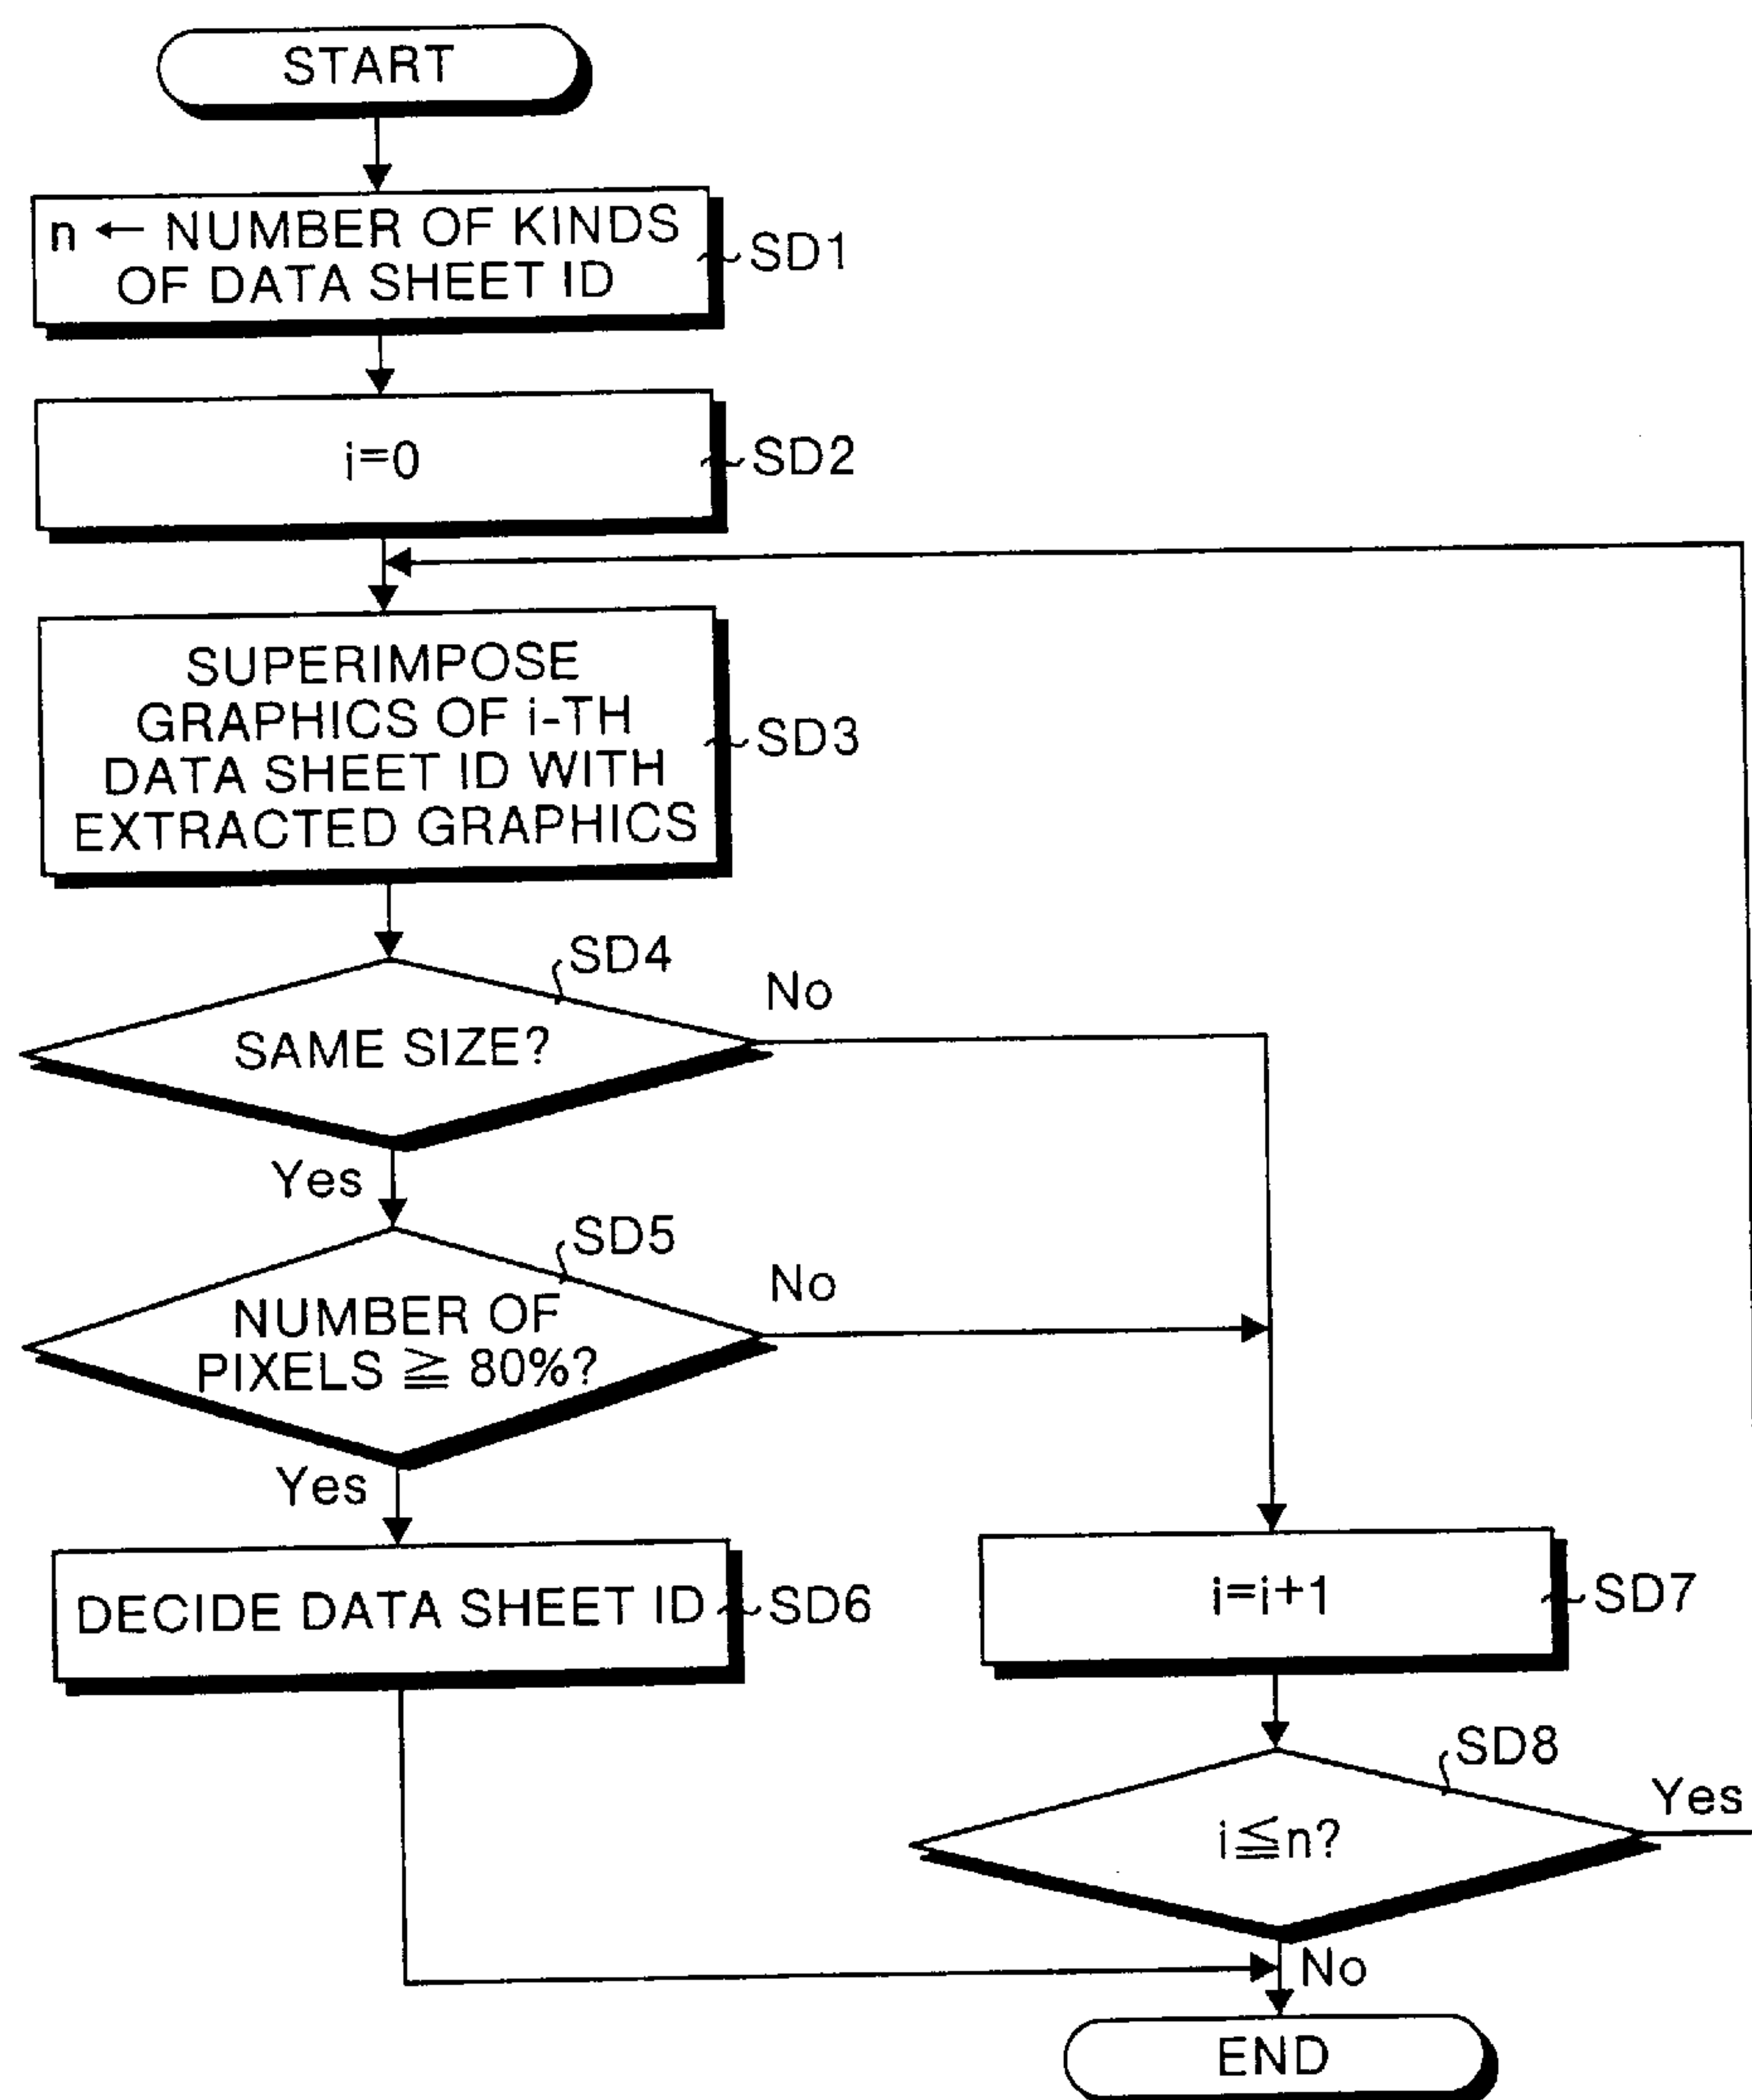 START
n ← NUMBER OF KINDS
OF DATA SHEET ID
SD1
i=0
SD2
SUPERIMPOSE
GRAPHICS OF i-TH
DATA SHEET ID WITH
EXTRACTED GRAPHICS
SD3
SD4
No
SAME SIZE?
Yes
SD5
No
NUMBER OF
PIXELS ≧ 80%?
Yes
DECIDE DATA SHEET ID
SD6
i=i+1
SD7
SD8
Yes
i≦n?
No
END